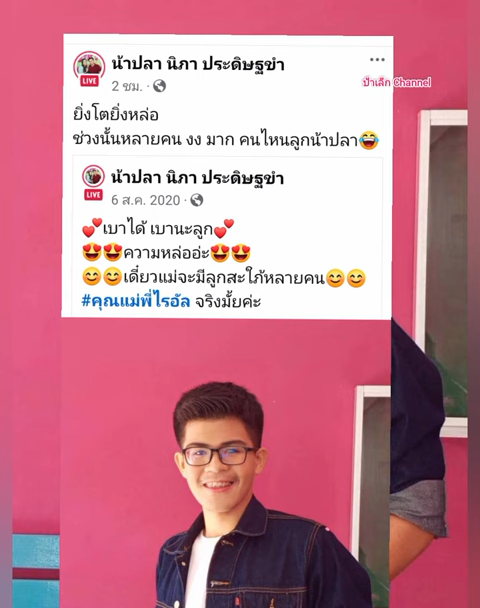 น้าปลา นิภา ประดิษฐขำ
LIVE
2 ชม.
ป้าเล็ก Channel
ยิ่งโตยิ่งหล่อ
ช่วงนั้นหลายคน งง มาก คนไหนลูกน้าปลา😂
น้าปลา นิภา ประดิษฐขำ
LIVE
6 ส.ค. 2020
💕เบาได้ เบานะลูก💕
😍😍ความหล่ออ่ะ😍😍
😊😊เดี่ยวแม่จะมีลูกสะใภ้หลายคน😊😊
#คุณแม่พี่ไรอัล จริงมั้ยค่ะ